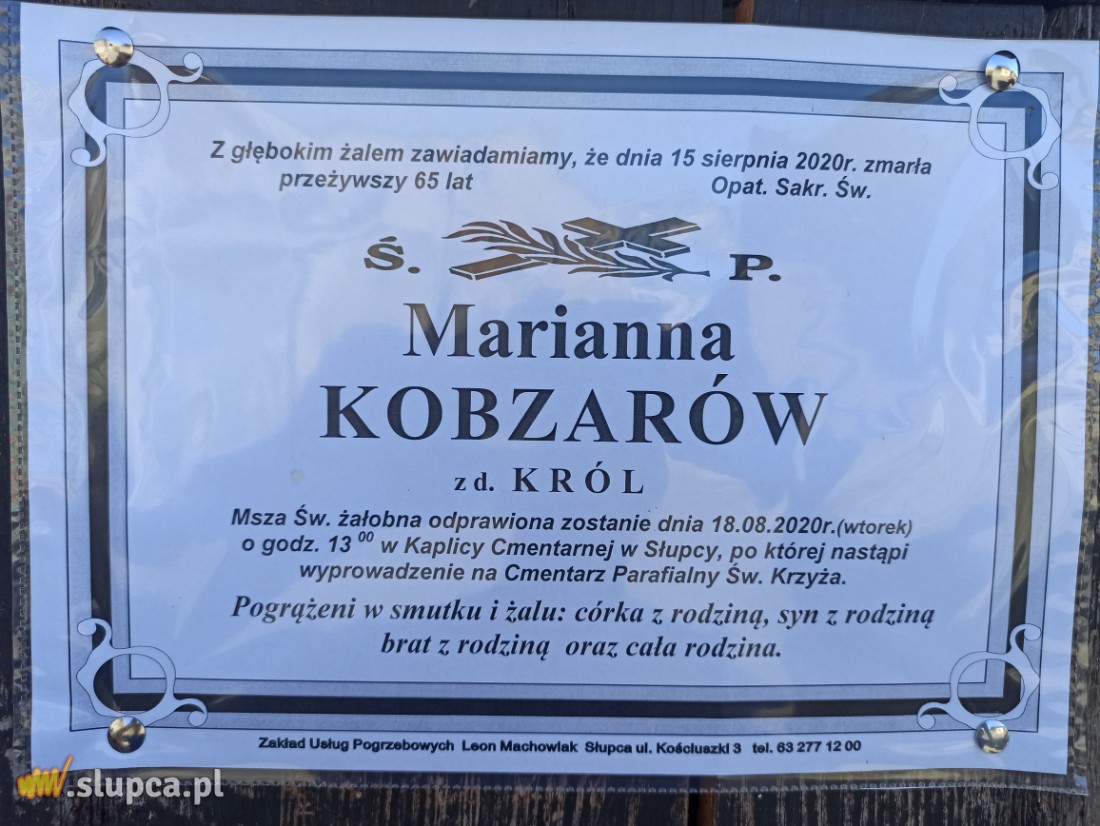 Z głębokim żalem zawiadamiamy, że dnia 15 sierpnia 2020r. zmarła
przeżywszy 65 lat Opat. Sakr. Św.
Ś. P.
Marianna
KOBZARÓW
z d. KRÓL
Msza Św. żałobna odprawiona zostanie dnia 18.08.2020r.(wtorek)
o godz. 13 00 w Kaplicy Cmentarnej w Słupcy, po której nastąpi
wyprowadzenie na Cmentarz Parafialny Św. Krzyża.
Pogrążeni w smutku i żalu: córka z rodziną, syn z rodziną
brat z rodziną oraz cała rodzina.
Zakład Usług Pogrzebowych Leon Machowiak Słupca ul. Kościuszki 3 tel. 63 277 12 00
www.slupca.pl